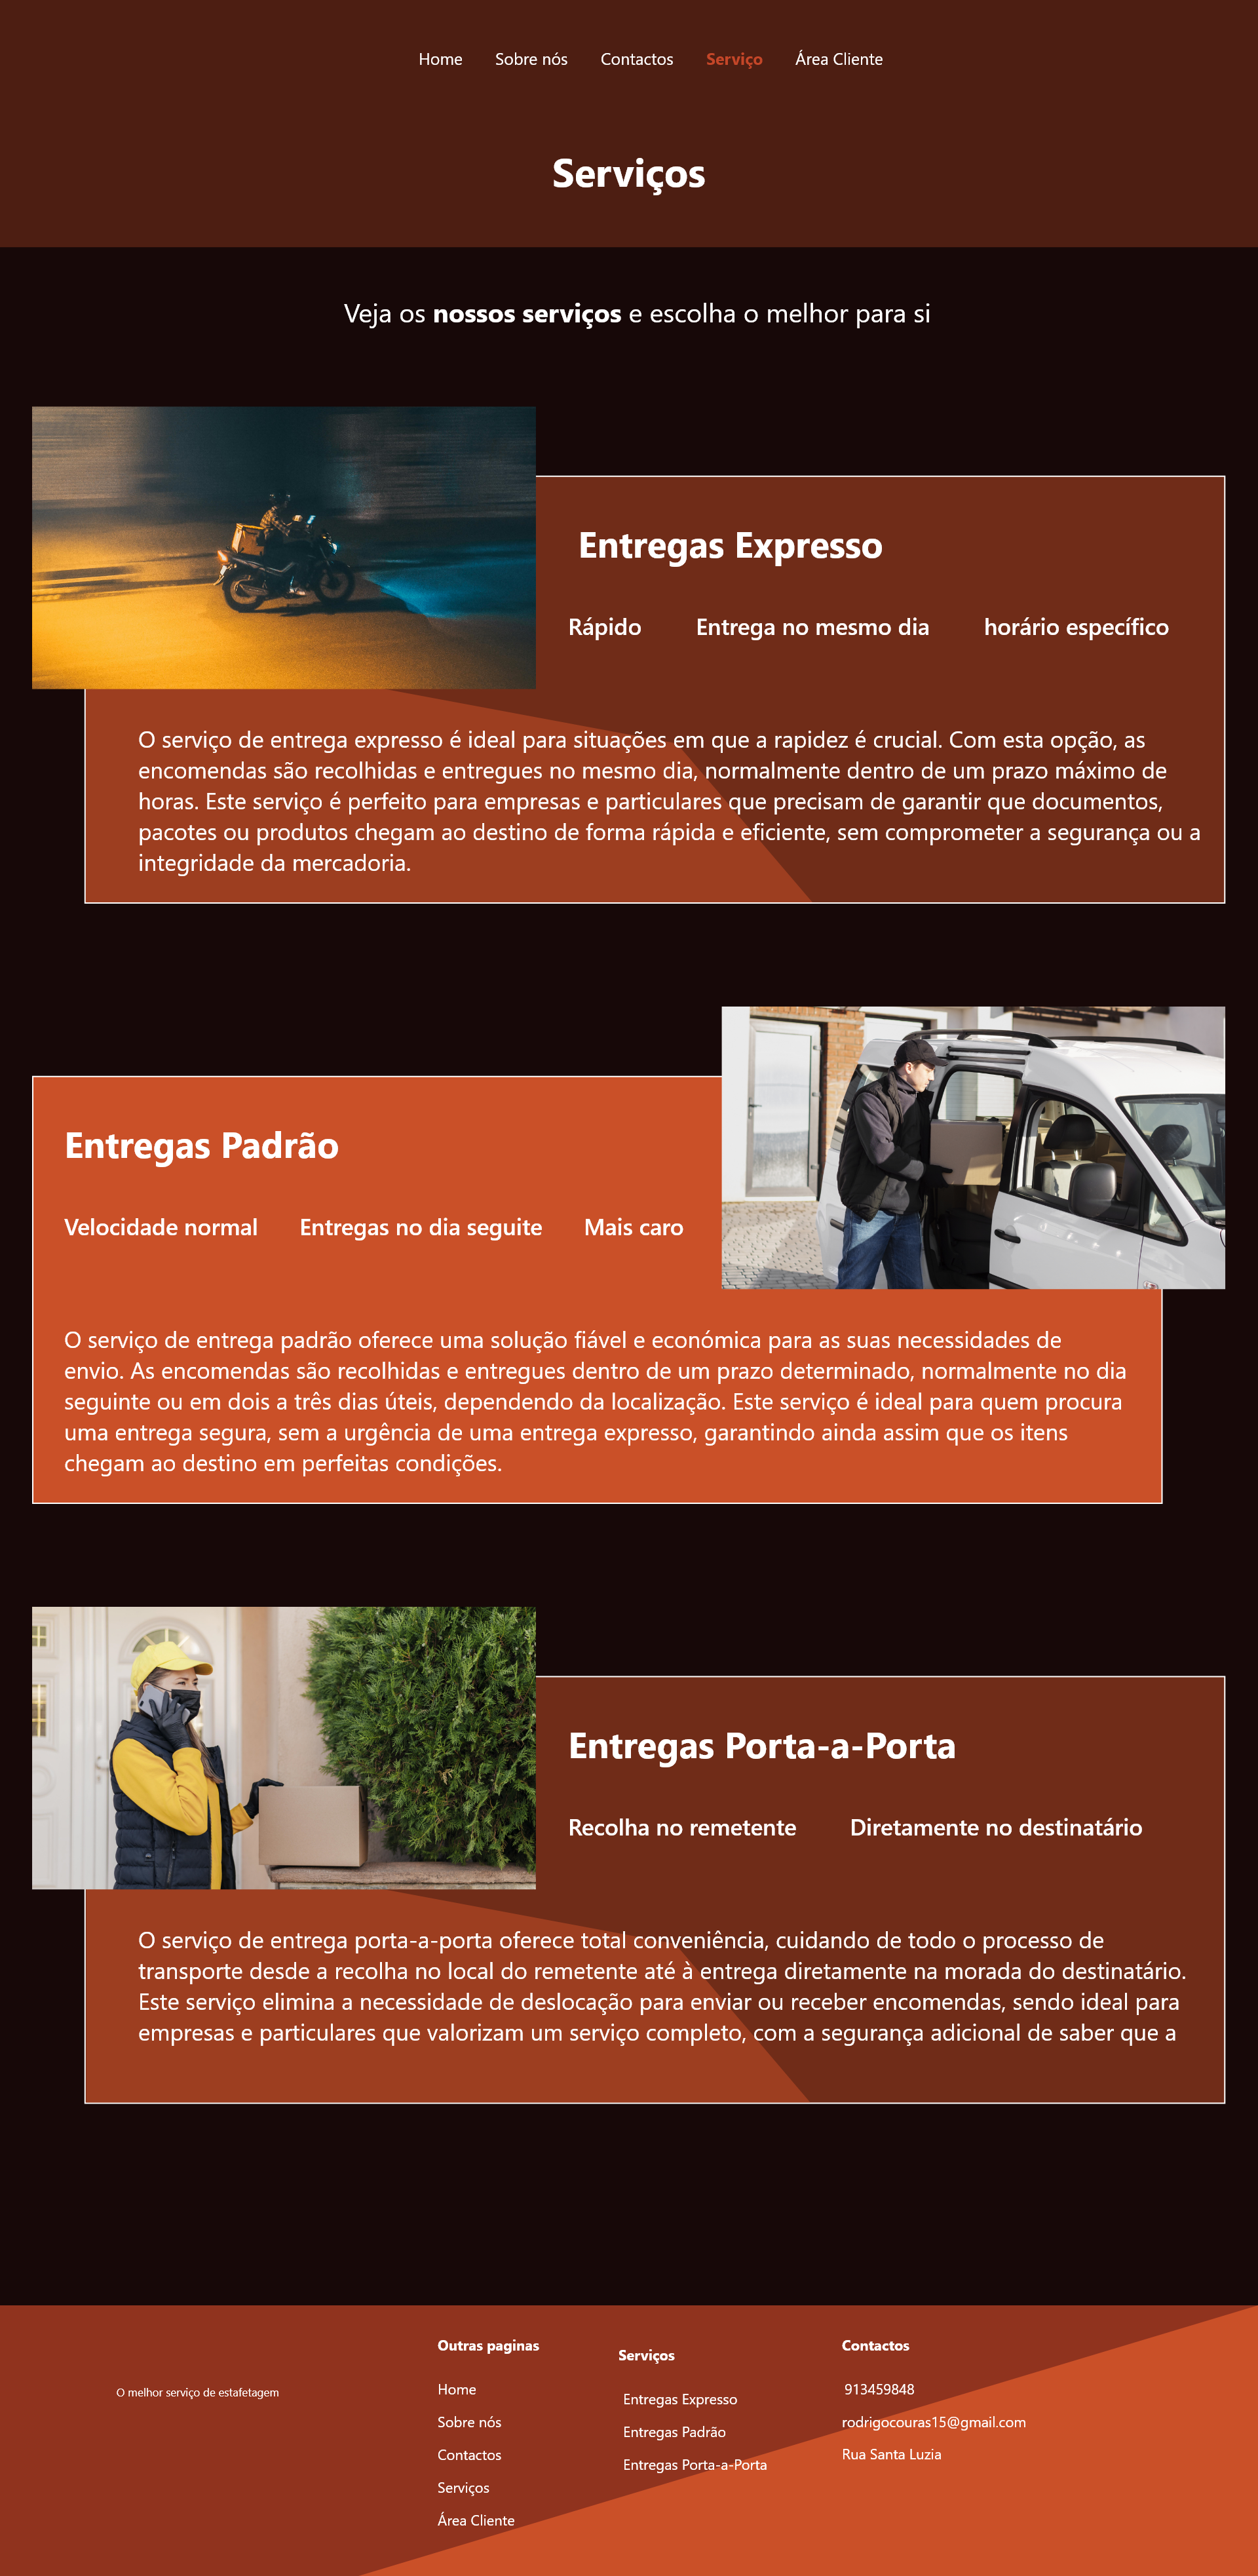 Home Sobre nós Contactos Serviço Área Cliente
Serviços
Veja os nossos serviços e escolha o melhor para si
Entregas Expresso
Rápido Entrega no mesmo dia horário específico
O serviço de entrega expresso é ideal para situações em que a rapidez é crucial. Com esta opção, as
encomendas são recolhidas e entregues no mesmo dia, normalmente dentro de um prazo máximo de
horas. Este serviço é perfeito para empresas e particulares que precisam de garantir que documentos,
pacotes ou produtos chegam ao destino de forma rápida e eficiente, sem comprometer a segurança ou a
integridade da mercadoria.
Entregas Padrão
Velocidade normal Entregas no dia seguite Mais caro
O serviço de entrega padrão oferece uma solução fiável e económica para as suas necessidades de
envio. As encomendas são recolhidas e entregues dentro de um prazo determinado, normalmente no dia
seguinte ou em dois a três dias úteis, dependendo da localização. Este serviço é ideal para quem procura
uma entrega segura, sem a urgência de uma entrega expresso, garantindo ainda assim que os itens
chegam ao destino em perfeitas condições.
Entregas Porta-a-Porta
Recolha no remetente Diretamente no destinatário
O serviço de entrega porta-a-porta oferece total conveniência, cuidando de todo o processo de
transporte desde a recolha no local do remetente até à entrega diretamente na morada do destinatário.
Este serviço elimina a necessidade de deslocação para enviar ou receber encomendas, sendo ideal para
empresas e particulares que valorizam um serviço completo, com a segurança adicional de saber que a
O melhor serviço de estafetagem
Outras paginas
Home
Sobre nós
Contactos
Serviços
Área Cliente
Serviços
Entregas Expresso
Entregas Padrão
Entregas Porta-a-Porta
Contactos
913459848
rodrigocouras15@gmail.com
Rua Santa Luzia